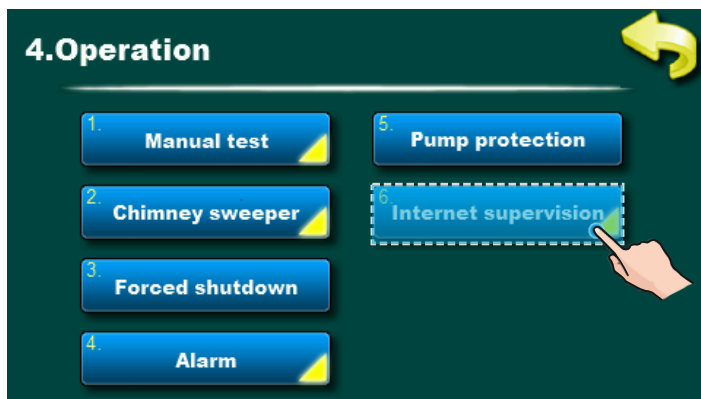 4.Operation
1.
Manual test
2.
Chimney sweeper
3.
Forced shutdown
4.
Alarm
5.
Pump protection
6.
Internet supervision